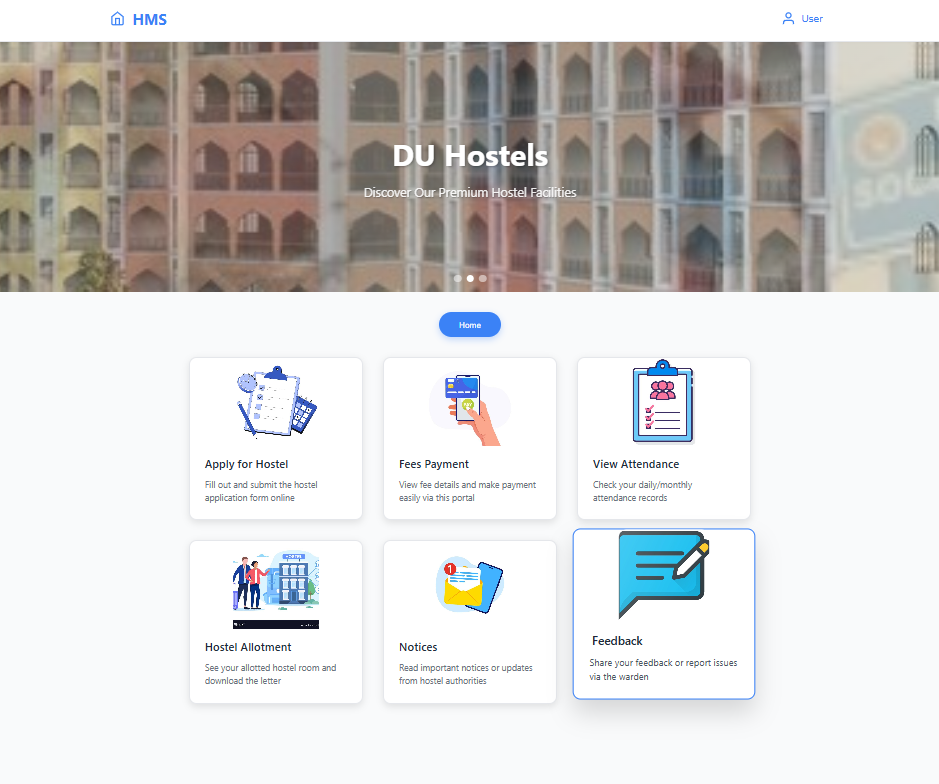 HMS
User
DU Hostels
Discover Our Premium Hostel Facilities
Home
Apply for Hostel
Fill out and submit the hostel
application form online
Fees Payment
View fee details and make payment
easily via this portal
View Attendance
Check your daily/monthly
attendance records
HOSTEL
Hostel Allotment
See your allotted hostel room and
download the letter
1
Notices
Read important notices or updates
from hostel authorities
Feedback
Share your feedback or report issues
via the warden